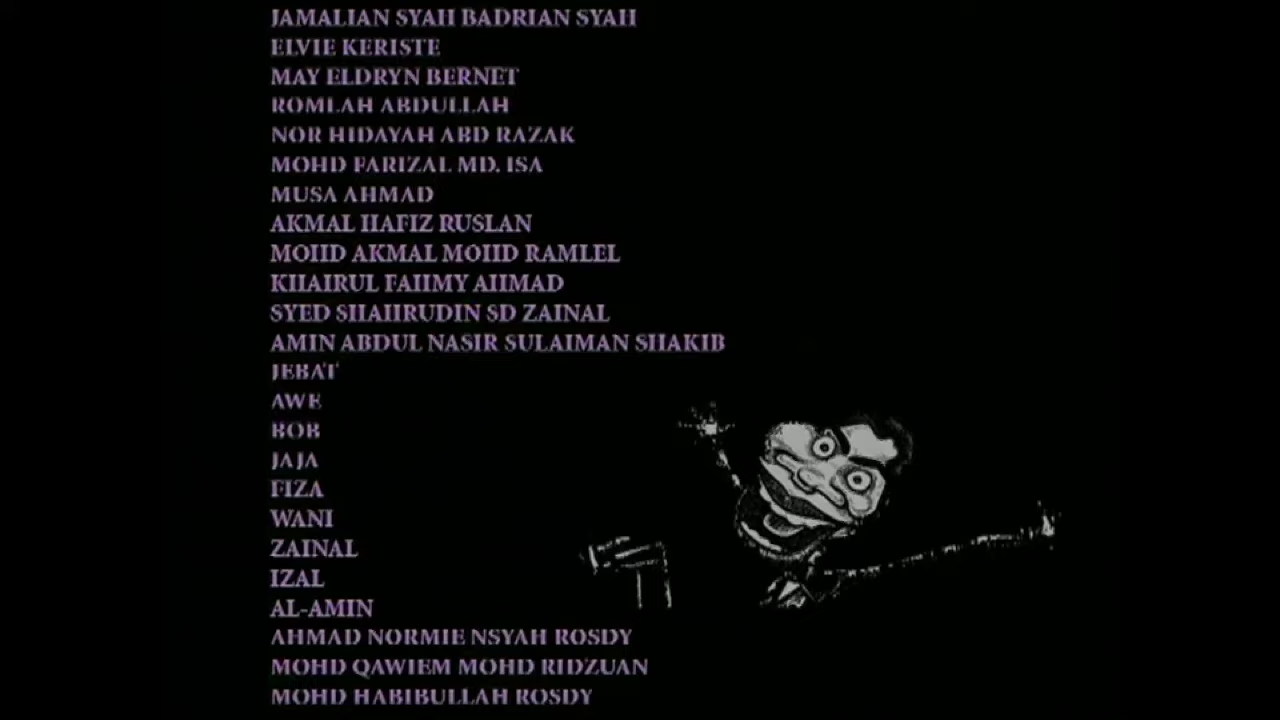 JAMALIAN SYAH BADRIAN SYAH
ELVIE KERISTE
MAY ELDRYN BERNET
ROMLAH ABDULLAH
NOR HIDAYAH ABD RAZAK
MOHD FARIZAL MD. ISA
MUSA AHMAD
AKMAL HAFIZ RUSLAN
MOHD AKMAL MOHD RAMLEL
KHAIRUL FAHMY AHMAD
SYED SHAHRUDIN SD ZAINAL
AMIN ABDUL NASIR SULAIMAN SHAKIB
JEBAT
AWE
BOB
JAJA
FIZA
WANI
ZAINAL
IZAL
AL-AMIN
AHMAD NORMIE NSYAH ROSDY
MOHD QAWIEM MOHD RIDZUAN
MOHD HABIBULLAH ROSDY